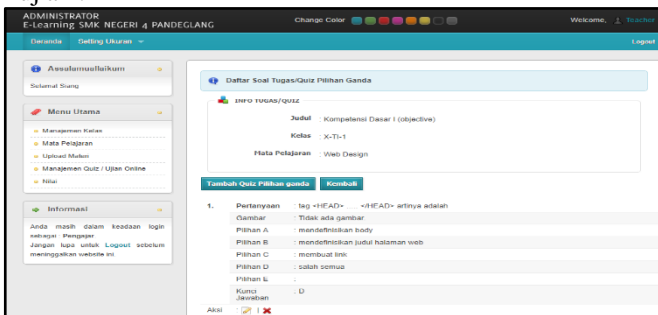 ADMINISTRATOR
E-Learning SMK NEGERI 4 PANDEGLANG
Change Color
Welcome, Teacher
Beranda Setting Ukuran
Logout
Assalamuallaikum
Selamat Siang
Menu Utama
Manajemen Kelas
Mata Pelajaran
Upload Materi
Manajemen Quiz / Ujian Online
Nilai
Informasi
Anda masih dalam keadaan login
sebagai Pengajar
Jangan lupa untuk Logout sebelum
meninggalkan website ini.
Daftar Soal Tugas/Quiz Pilihan Ganda
INFO TUGAS/QUIZ
Judul : Kompetensi Dasar I (objective)
Kelas : X-TI-1
Mata Pelajaran : Web Design
Tambah Quiz Pilihan ganda Kembali
1. Pertanyaan : tag <HEAD> ..... </HEAD> artinya adalah
Gambar : Tidak ada gambar
Pilihan A : mendefinisikan body
Pilihan B : mendefinisikan judul halaman web
Pilihan C : membuat link
Pilihan D : salah semua
Pilihan E :
Kunci : D
Jawaban
Aksi : |